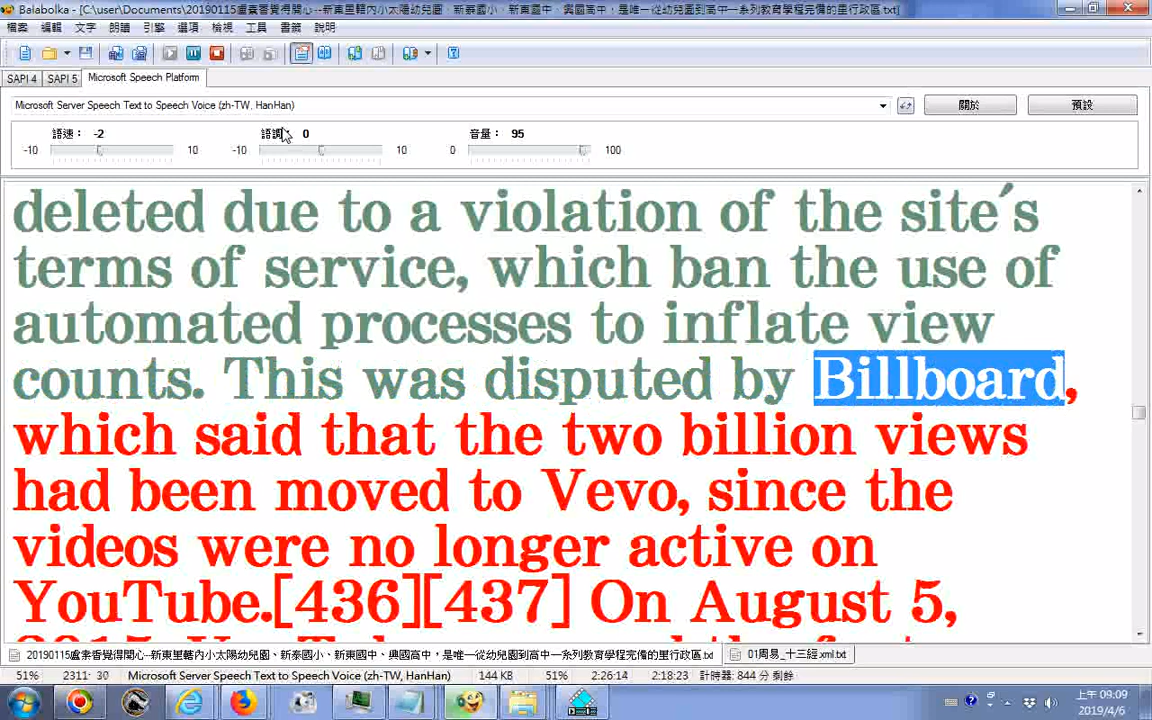 Balabolka - [C:\user\Documents\20190115盧素香覺得開心--新東里轄內小太陽幼兒園、新泰國小、新東國中、興國高中，是唯一從幼兒園到高中一系列教育學程完備的里行政區.txt]
檔案 編輯 文字 朗讀 引擎 選項 檢視 工具 書籤 說明
SAPI 4 SAPI 5 Microsoft Speech Platform
Microsoft Server Speech Text to Speech Voice (zh-TW, HanHan) 關於 預設
語速： -2 語調： 0 音量： 95
-10 10 -10 10 0 100
deleted due to a violation of the site's
terms of service, which ban the use of
automated processes to inflate view
counts. This was disputed by Billboard,
which said that the two billion views
had been moved to Vevo, since the
videos were no longer active on
YouTube.[436][437] On August 5,
20190115盧素香覺得開心--新東里轄內小太陽幼兒園、新泰國小、新東國中、興國高中，是唯一從幼兒園到高中一系列教育學程完備的里行政區.txt 01周易_十三經.xml.txt
51% 2311: 30 Microsoft Server Speech Text to Speech Voice (zh-TW, HanHan) 144 KB 51% 2:26:14 2:18:23 計時器: 844 分 剩餘
上午 09:09
2019/4/6